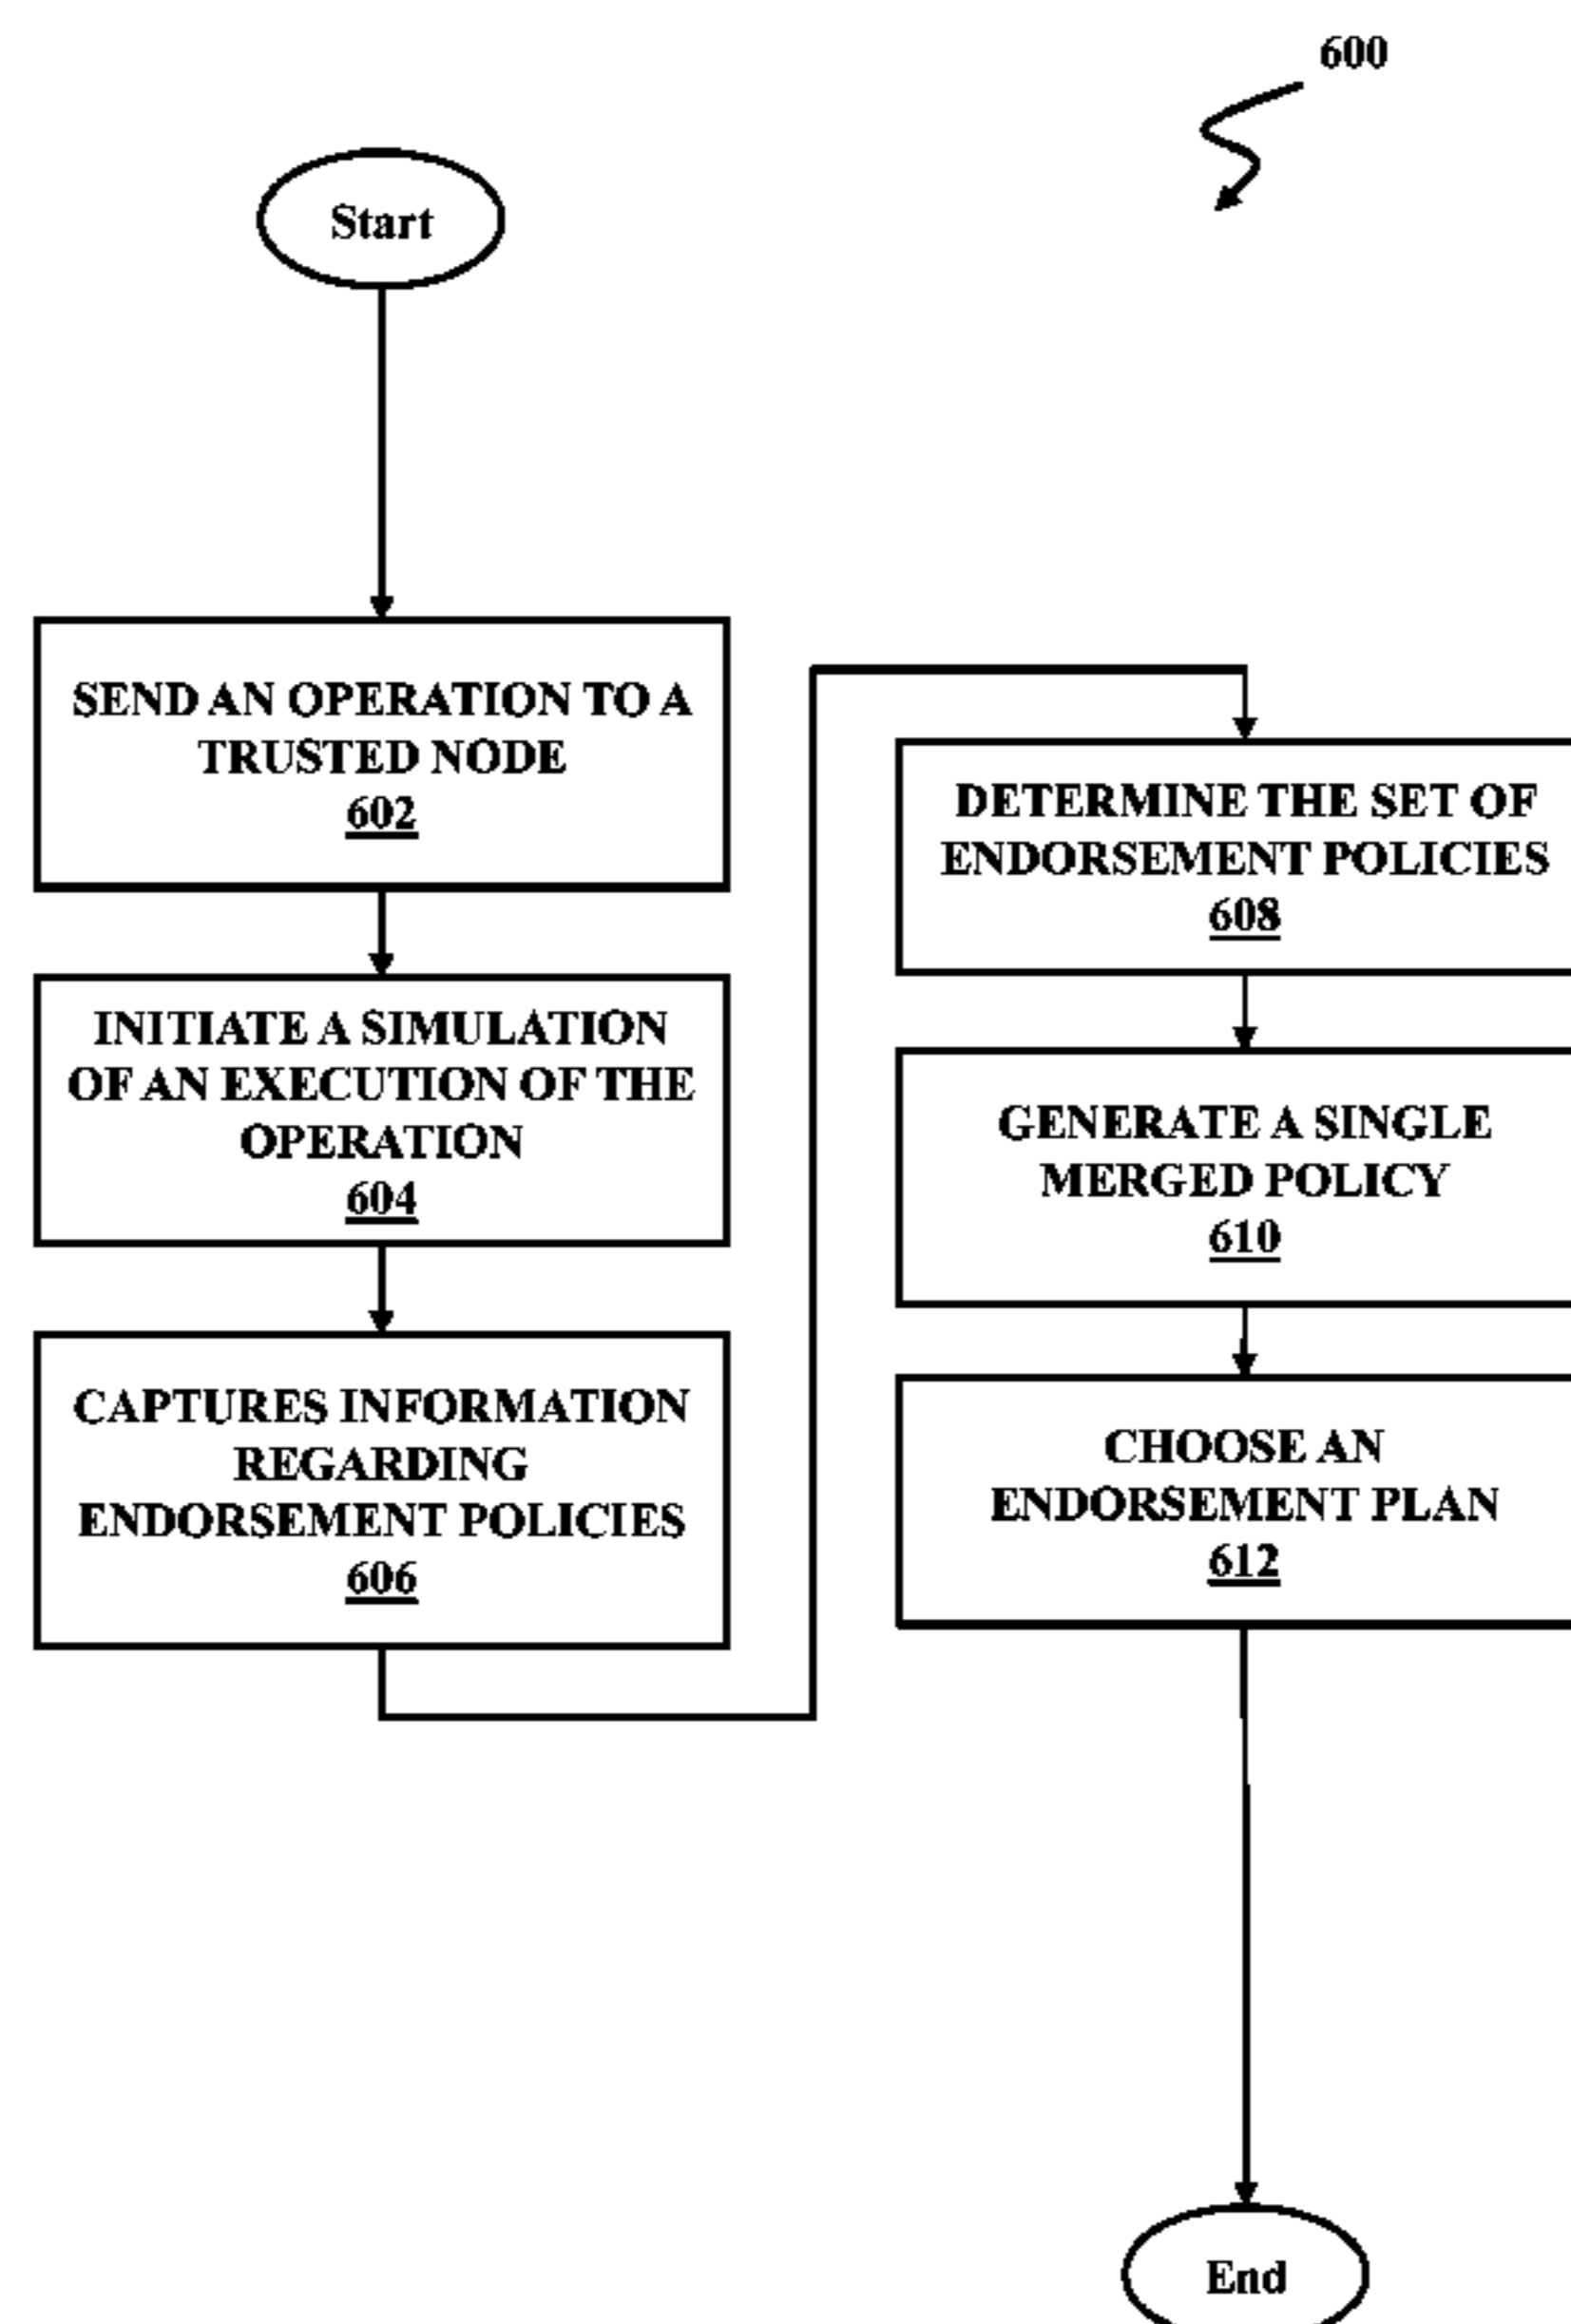 600
Start
SEND AN OPERATION TO A
TRUSTED NODE
602
INITIATE A SIMULATION
OF AN EXECUTION OF THE
OPERATION
604
CAPTURES INFORMATION
REGARDING
ENDORSEMENT POLICIES
606
DETERMINE THE SET OF
ENDORSEMENT POLICIES
608
GENERATE A SINGLE
MERGED POLICY
610
CHOOSE AN
ENDORSEMENT PLAN
612
End